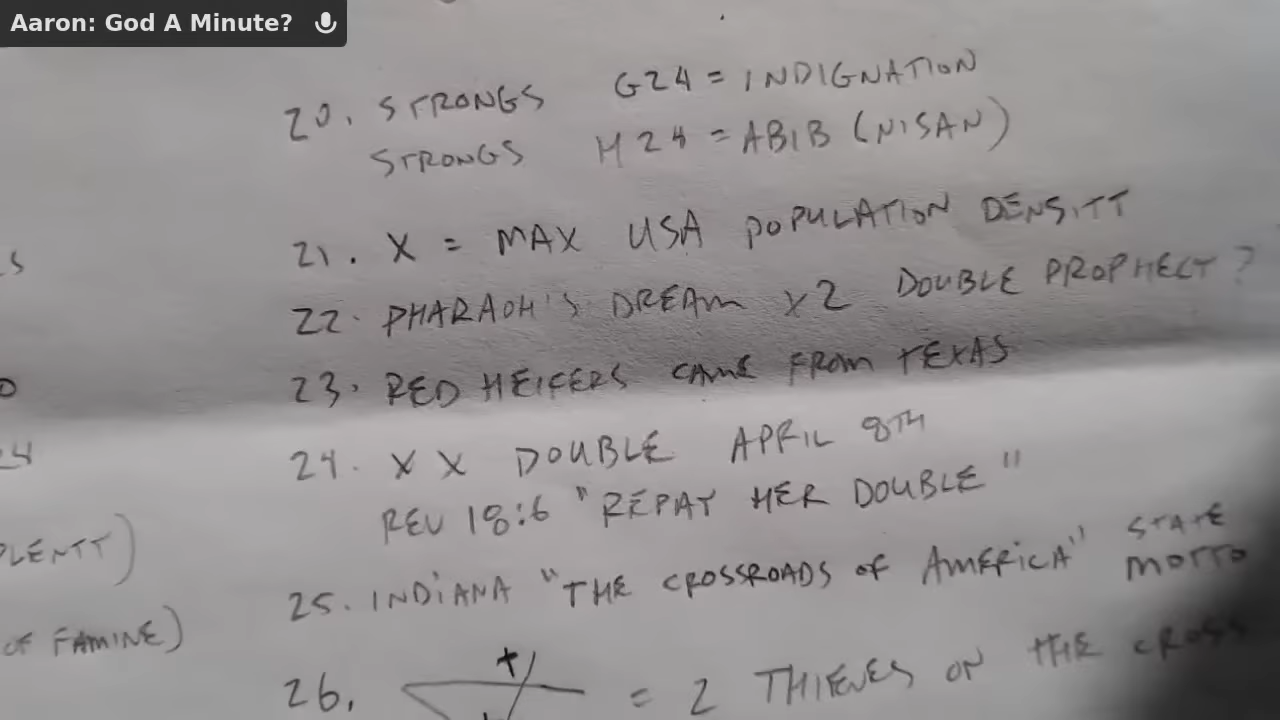 Aaron: God A Minute?
20. STRONGS G24 = INDIGNATION
STRONGS H24 = ABIB (NISAN)
21. X = MAX USA POPULATION DENSITY
22. PHARAOH'S DREAM X2 DOUBLE PROPHECY?
23. RED HEIFERS CAME FROM TEXAS
24. X X DOUBLE APRIL 8TH
REV 18:6 "REPAY HER DOUBLE"
25. INDIANA "THE CROSSROADS OF AMERICA" STATE
MOTTO
26. = 2 THIEVES ON THE CROSS
PLENTY)
OF FAMINE)